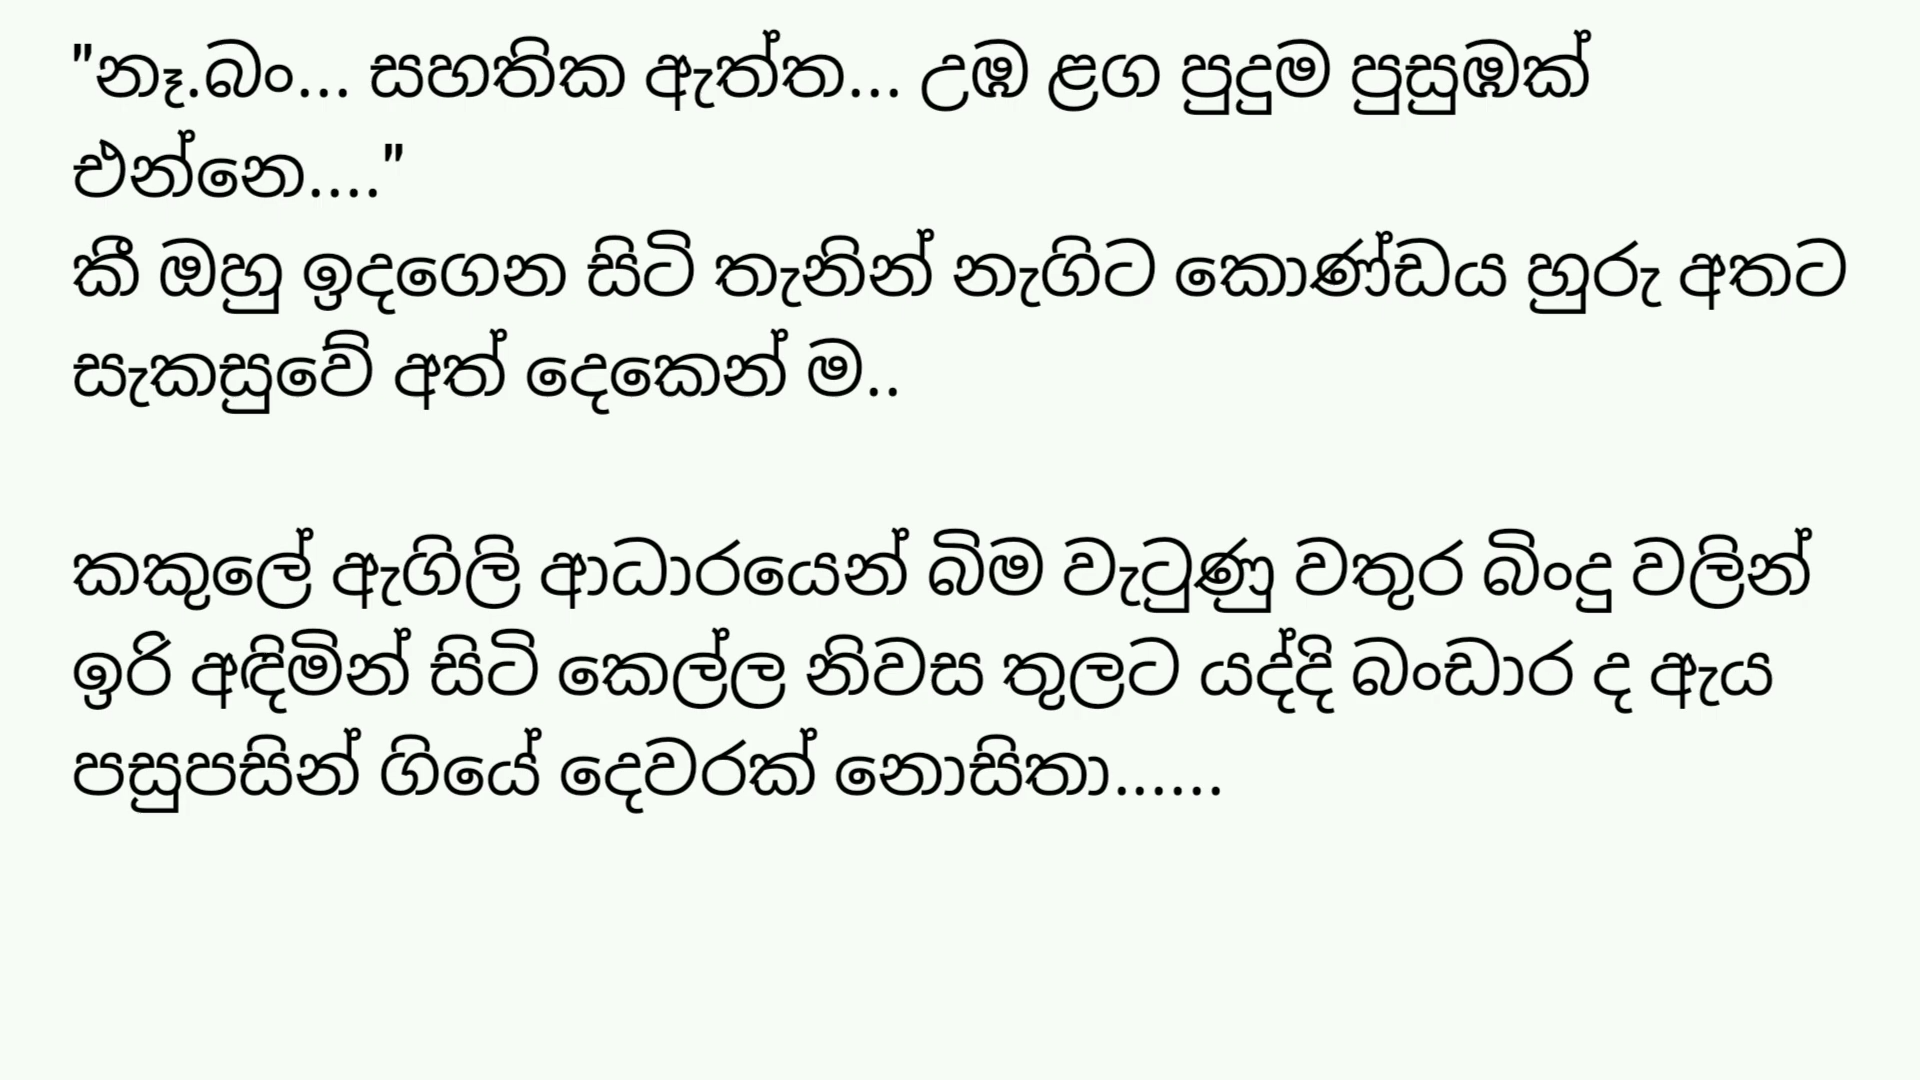 "නෑ.බං... සහතික ඇත්ත... උඹ ළග පුදුම පුසුඹක්
එන්නෙ...."
කී ඔහු ඉදගෙන සිටි තැනින් නැගිට කොණ්ඩය හුරු අතට
සැකසුවේ අත් දෙකෙන් ම..
කකුලේ ඇගිලි ආධාරයෙන් බිම වැටුණු වතුර බිංදු වලින්
ඉරි අඳිමින් සිටි කෙල්ල නිවස තුලට යද්දි බංඩාර ද ඇය
පසුපසින් ගියේ දෙවරක් නොසිතා......